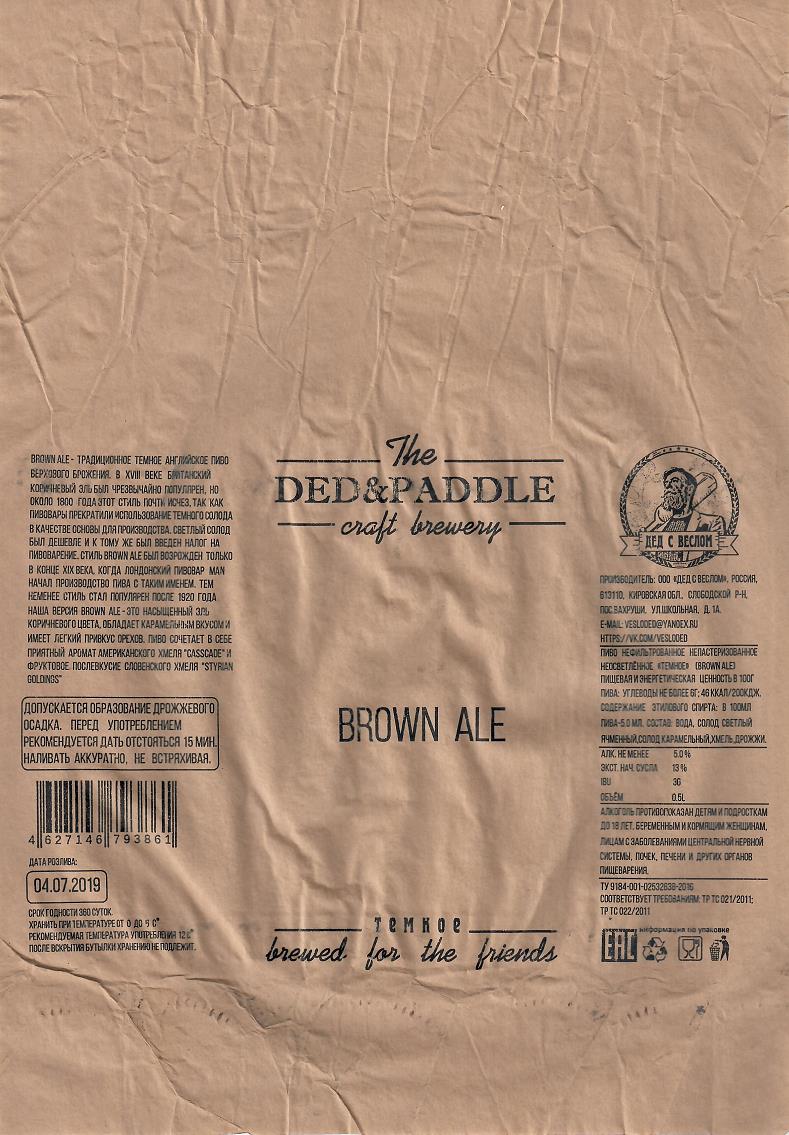 BROWN ALE - ТРАДИЦИОННОЕ ТЕМНОЕ АНГЛИЙСКОЕ ПИВО
ВЕРХОВОГО БРОЖЕНИЯ. В XVIII ВЕКЕ БРИТАНСКИЙ
КОРИЧНЕВЫЙ ЭЛЬ БЫЛ ЧРЕЗВЫЧАЙНО ПОПУЛЯРЕН, НО
ОКОЛО 1800 ГОДА ЭТОТ СТИЛЬ ПОЧТИ ИСЧЕЗ, ТАК КАК
ПИВОВАРЫ ПРЕКРАТИЛИ ИСПОЛЬЗОВАНИЕ ТЕМНОГО СОЛОДА
В КАЧЕСТВЕ ОСНОВЫ ДЛЯ ПРОИЗВОДСТВА. СВЕТЛЫЙ СОЛОД
БЫЛ ДЕШЕВЛЕ И К ТОМУ ЖЕ БЫЛ ВВЕДЕН НАЛОГ НА
ПИВОВАРЕНИЕ. СТИЛЬ BROWN ALE БЫЛ ВОЗРОЖДЕН ТОЛЬКО
В КОНЦЕ XIX ВЕКА, КОГДА ЛОНДОНСКИЙ ПИВОВАР MAN
НАЧАЛ ПРОИЗВОДСТВО ПИВА С ТАКИМ ИМЕНЕМ. ТЕМ
НЕМЕНЕЕ СТИЛЬ СТАЛ ПОПУЛЯРЕН ПОСЛЕ 1920 ГОДА
НАША ВЕРСИЯ BROWN ALE - ЭТО НАСЫЩЕННЫЙ ЭЛЬ
КОРИЧНЕВОГО ЦВЕТА, ОБЛАДАЕТ КАРАМЕЛЬНЫМ ВКУСОМ И
ИМЕЕТ ЛЕГКИЙ ПРИВКУС ОРЕХОВ. ПИВО СОЧЕТАЕТ В СЕБЕ
ПРИЯТНЫЙ АРОМАТ АМЕРИКАНСКОГО ХМЕЛЯ "CASSCADE" И
ФРУКТОВОЕ ПОСЛЕВКУСИЕ СЛОВЕНСКОГО ХМЕЛЯ "STYRIAN
GOLDINGS"
ДОПУСКАЕТСЯ ОБРАЗОВАНИЕ ДРОЖЖЕВОГО
ОСАДКА. ПЕРЕД УПОТРЕБЛЕНИЕМ
РЕКОМЕНДУЕТСЯ ДАТЬ ОТСТОЯТЬСЯ 15 МИН.
НАЛИВАТЬ АККУРАТНО, НЕ ВСТРЯХИВАЯ.
4 627146 793861
ДАТА РОЗЛИВА:
04.07.2019
СРОК ГОДНОСТИ 360 СУТОК
ХРАНИТЬ ПРИ ТЕМПЕРАТУРЕ ОТ 0 ДО 5 С°
РЕКОМЕНДУЕМАЯ ТЕМПЕРАТУРА УПОТРЕБЛЕНИЯ 12 С°
ПОСЛЕ ВСКРЫТИЯ БУТЫЛКИ ХРАНЕНИЮ НЕ ПОДЛЕЖИТ.
The
DED&PADDLE
craft brewery
BROWN ALE
темное
brewed for the friends
ДЕД С ВЕСЛОМ
ПРОИЗВОДИТЕЛЬ: ООО «ДЕД С ВЕСЛОМ», РОССИЯ,
613110, КИРОВСКАЯ ОБЛ., СЛОБОДСКОЙ Р-Н,
ПОС.ВАХРУШИ, УЛ.ШКОЛЬНАЯ, Д. 1А.
E-MAIL: VESLODED@YANDEX.RU
HTTPS://VK.COM/VESLODED
ПИВО НЕФИЛЬТРОВАННОЕ НЕПАСТЕРИЗОВАННОЕ
НЕОСВЕТЛЁННОЕ «ТЕМНОЕ» (BROWN ALE)
ПИЩЕВАЯ И ЭНЕРГЕТИЧЕСКАЯ ЦЕННОСТЬ В 100Г
ПИВА: УГЛЕВОДЫ НЕ БОЛЕЕ 6Г; 46 ККАЛ/200КДЖ.
СОДЕРЖАНИЕ ЭТИЛОВОГО СПИРТА: В 100МЛ
ПИВА-5.0 МЛ. СОСТАВ: ВОДА, СОЛОД СВЕТЛЫЙ
ЯЧМЕННЫЙ,СОЛОД КАРАМЕЛЬНЫЙ,ХМЕЛЬ,ДРОЖЖИ.
АЛК. НЕ МЕНЕЕ 5.0 %
ЭКСТ. НАЧ. СУСЛА 13 %
IBU 30
ОБЪЁМ 0.5L
АЛКОГОЛЬ ПРОТИВОПОКАЗАН ДЕТЯМ И ПОДРОСТКАМ
ДО 18 ЛЕТ, БЕРЕМЕННЫМ И КОРМЯЩИМ ЖЕНЩИНАМ,
ЛИЦАМ С ЗАБОЛЕВАНИЯМИ ЦЕНТРАЛЬНОЙ НЕРВНОЙ
СИСТЕМЫ, ПОЧЕК, ПЕЧЕНИ И ДРУГИХ ОРГАНОВ
ПИЩЕВАРЕНИЯ.
ТУ 9184-001-02532638-2016
СООТВЕТСТВУЕТ ТРЕБОВАНИЯМ: ТР ТС 021/2011;
ТР ТС 022/2011
информация по упаковке
EAC